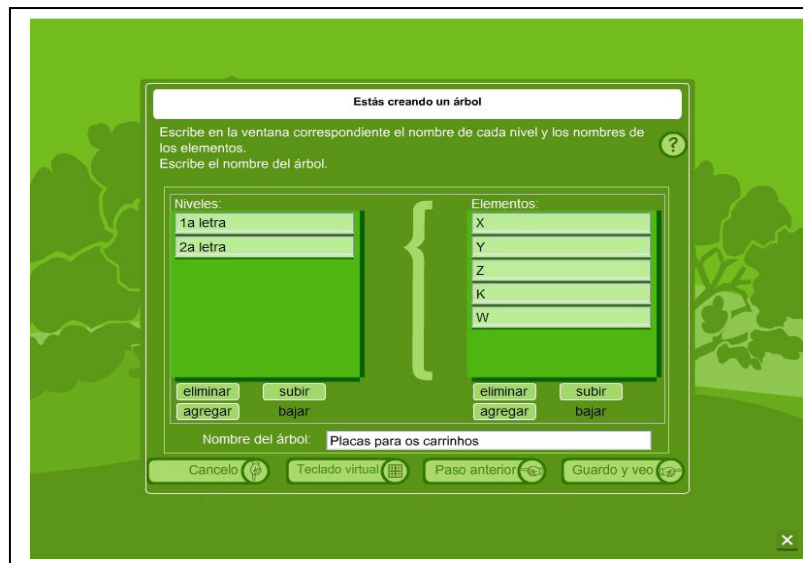 Estás creando un árbol
Escribe en la ventana correspondiente el nombre de cada nivel y los nombres de
los elementos.
Escribe el nombre del árbol.
?
Niveles:
1a letra
2a letra
eliminar subir
agregar bajar
Elementos:
X
Y
Z
K
W
eliminar subir
agregar bajar
Nombre del árbol: Placas para os carrinhos
Cancelo Teclado virtual Paso anterior Guardo y veo